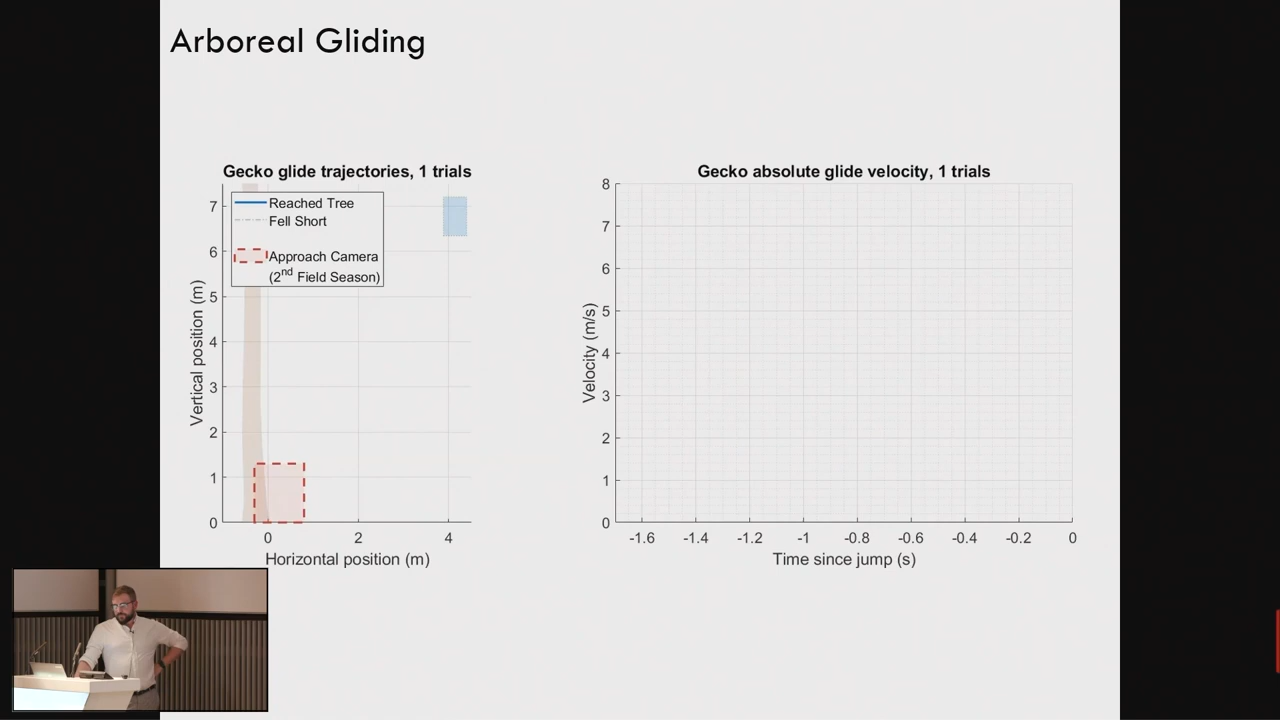 Arboreal Gliding
Gecko glide trajectories, 1 trials
Reached Tree
Fell Short
Approach Camera
(2nd Field Season)
Vertical position (m)
7
6
5
4
3
2
1
0
0 2 4
Horizontal position (m)
Gecko absolute glide velocity, 1 trials
Velocity (m/s)
8
7
6
5
4
3
2
1
0
-1.6 -1.4 -1.2 -1 -0.8 -0.6 -0.4 -0.2 0
Time since jump (s)